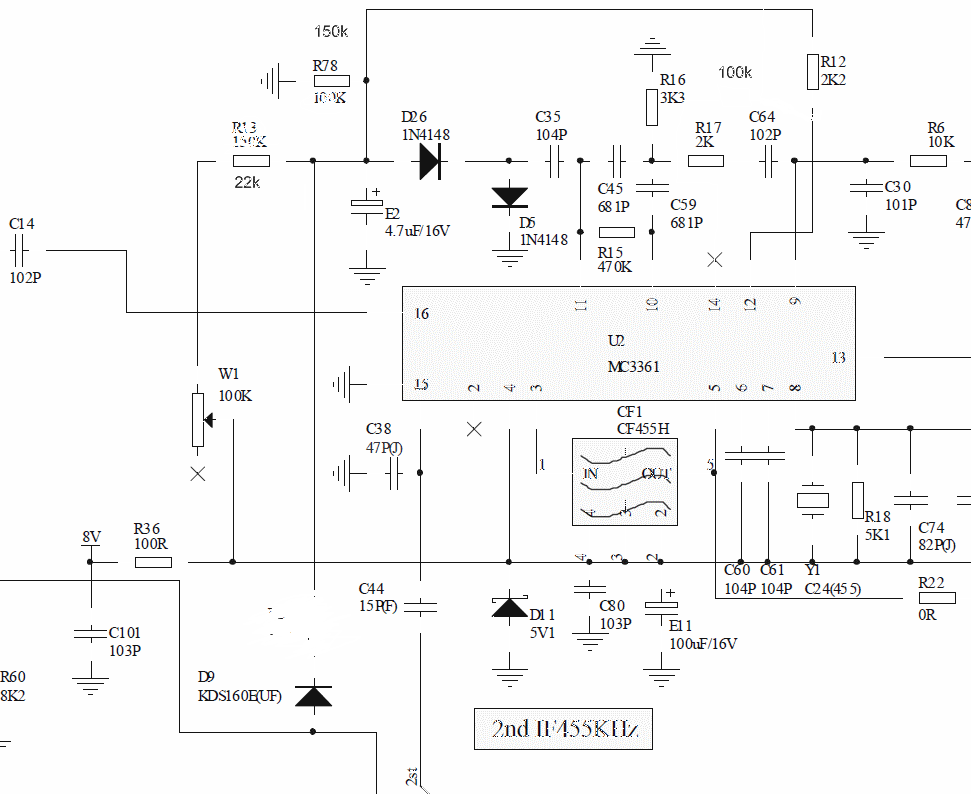 150k
R78
100K
R12
2K2
100k
R16
3K3
R13
150K
22k
D26
1N4148
C35
104P
R17
2K
C64
102P
R6
10K
E2
4.7uF/16V
D5
1N4148
C45
681P
C59
681P
C30
101P
C8
47
R15
470K
C14
102P
16
11
10
14
12
9
U2
MC3361
13
15
2
4
3
5
6
7
8
W1
100K
C38
47P(J)
1
CF1
CF455H
IN
OUT
4
3
2
5
R18
5K1
C74
82P(J)
8V
R36
100R
4
3
2
C60
104P
C61
104P
Y1
C24(455)
R22
0R
C44
15P(F)
D11
5V1
C80
103P
E11
100uF/16V
C101
103P
R60
8K2
D9
KDS160E(UF)
2nd IF455KHz
2st